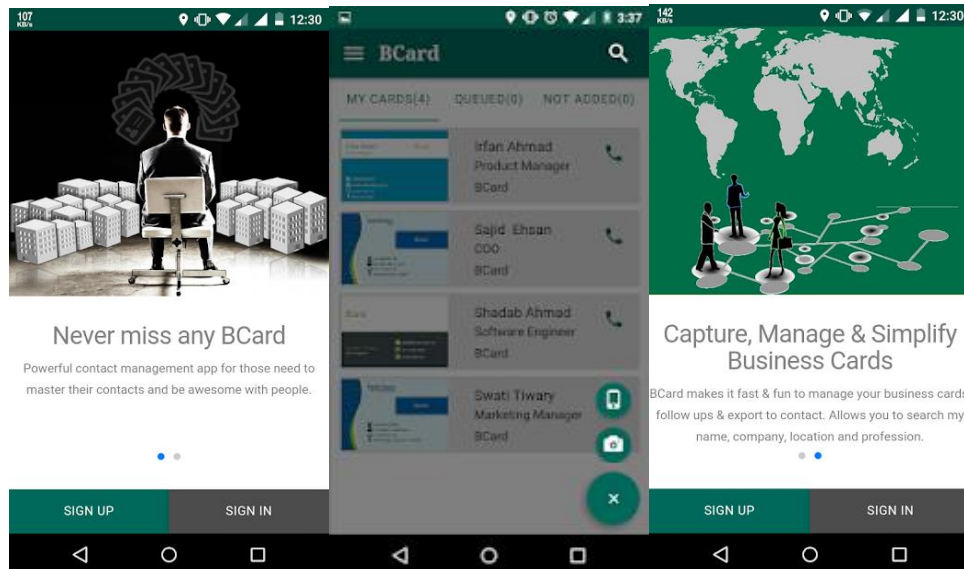 107
KB/s
12:30
Never miss any BCard
Powerful contact management app for those need to
master their contacts and be awesome with people.
SIGN UP
SIGN IN
3:37
BCard
MY CARDS(4)
QUEUED(0)
NOT ADDED(0)
Irfan Ahmad
Product Manager
BCard
Sajid Ehsan
COO
BCard
Shadab Ahmad
Software Engineer
BCard
Swati Tiwary
Marketing Manager
BCard
142
KB/s
12:30
Capture, Manage & Simplify
Business Cards
BCard makes it fast & fun to manage your business cards
follow ups & export to contact. Allows you to search my
name, company, location and profession.
SIGN UP
SIGN IN